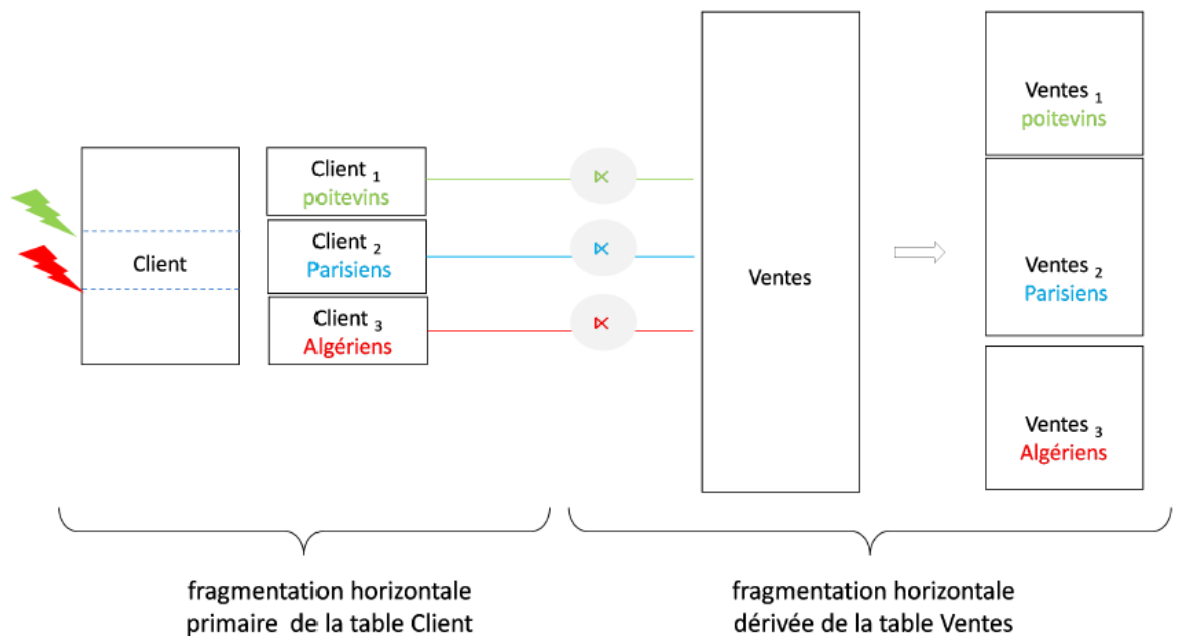 Client
Client 1
poitevins
Client 2
Parisiens
Client 3
Algériens
⋉
⋉
⋉
Ventes
Ventes 1
poitevins
Ventes 2
Parisiens
Ventes 3
Algériens
fragmentation horizontale
primaire de la table Client
fragmentation horizontale
dérivée de la table Ventes